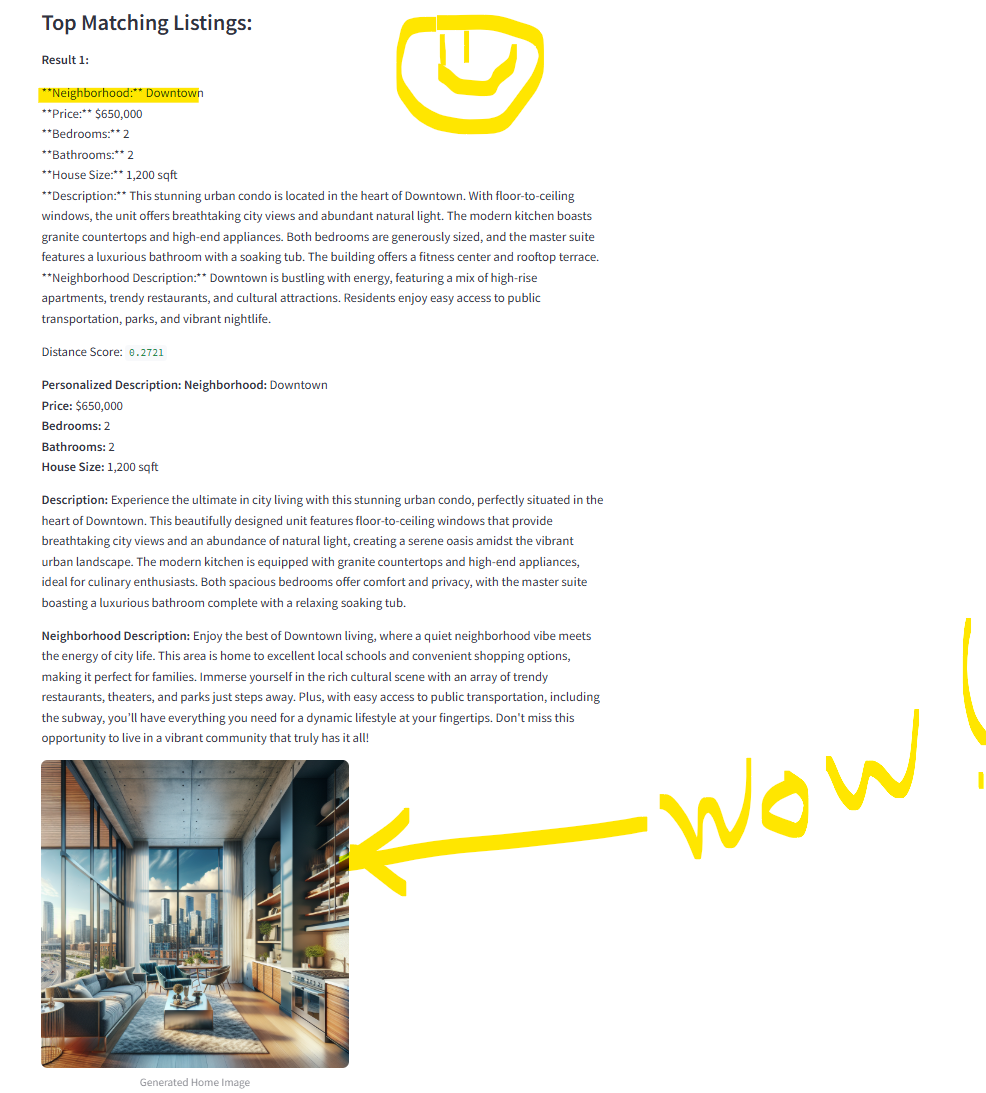 Top Matching Listings:
Result 1:
**Neighborhood:** Downtown
**Price:** $650,000
**Bedrooms:** 2
**Bathrooms:** 2
**House Size:** 1,200 sqft
**Description:** This stunning urban condo is located in the heart of Downtown. With floor-to-ceiling
windows, the unit offers breathtaking city views and abundant natural light. The modern kitchen boasts
granite countertops and high-end appliances. Both bedrooms are generously sized, and the master suite
features a luxurious bathroom with a soaking tub. The building offers a fitness center and rooftop terrace.
**Neighborhood Description:** Downtown is bustling with energy, featuring a mix of high-rise
apartments, trendy restaurants, and cultural attractions. Residents enjoy easy access to public
transportation, parks, and vibrant nightlife.
Distance Score: 0.2721
Personalized Description: Neighborhood: Downtown
Price: $650,000
Bedrooms: 2
Bathrooms: 2
House Size: 1,200 sqft
Description: Experience the ultimate in city living with this stunning urban condo, perfectly situated in the
heart of Downtown. This beautifully designed unit features floor-to-ceiling windows that provide
breathtaking city views and an abundance of natural light, creating a serene oasis amidst the vibrant
urban landscape. The modern kitchen is equipped with granite countertops and high-end appliances,
ideal for culinary enthusiasts. Both spacious bedrooms offer comfort and privacy, with the master suite
boasting a luxurious bathroom complete with a relaxing soaking tub.
Neighborhood Description: Enjoy the best of Downtown living, where a quiet neighborhood vibe meets
the energy of city life. This area is home to excellent local schools and convenient shopping options,
making it perfect for families. Immerse yourself in the rich cultural scene with an array of trendy
restaurants, theaters, and parks just steps away. Plus, with easy access to public transportation, including
the subway, you'll have everything you need for a dynamic lifestyle at your fingertips. Don't miss this
opportunity to live in a vibrant community that truly has it all!
WOW!
Generated Home Image